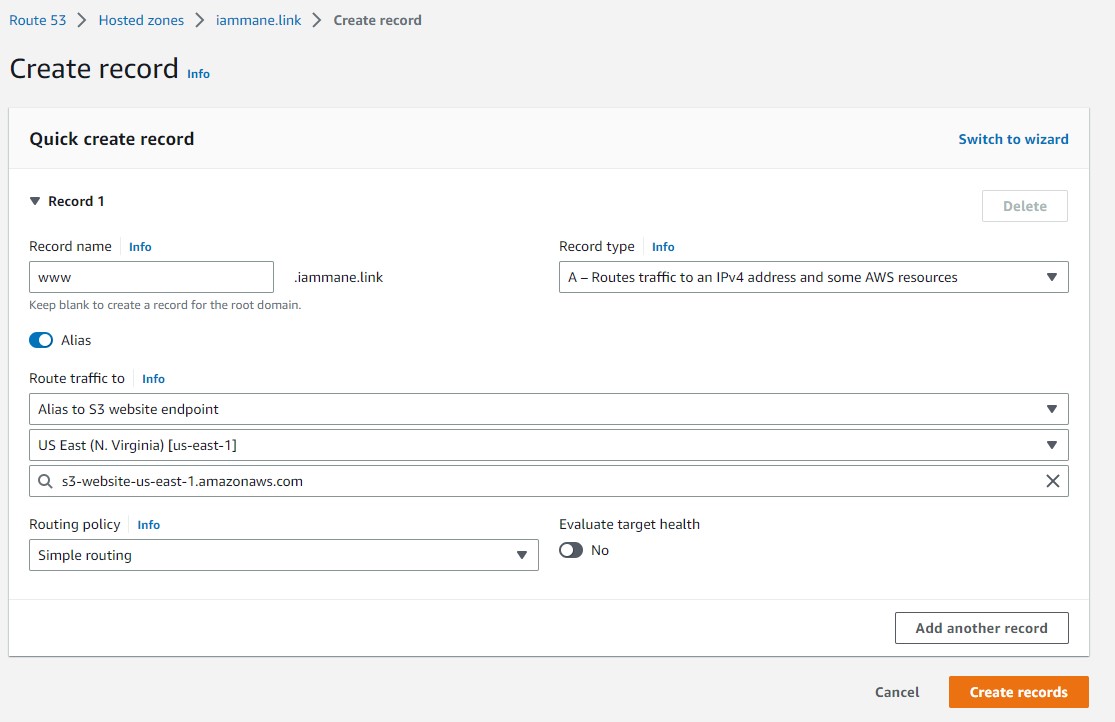 Route 53 > Hosted zones > iammane.link > Create record
Create record Info
Quick create record Switch to wizard
Record 1 Delete
Record name Info Record type Info
www .iammane.link A – Routes traffic to an IPv4 address and some AWS resources
Keep blank to create a record for the root domain.
Alias
Route traffic to Info
Alias to S3 website endpoint
US East (N. Virginia) [us-east-1]
s3-website-us-east-1.amazonaws.com
Routing policy Info Evaluate target health
Simple routing No
Add another record
Cancel Create records